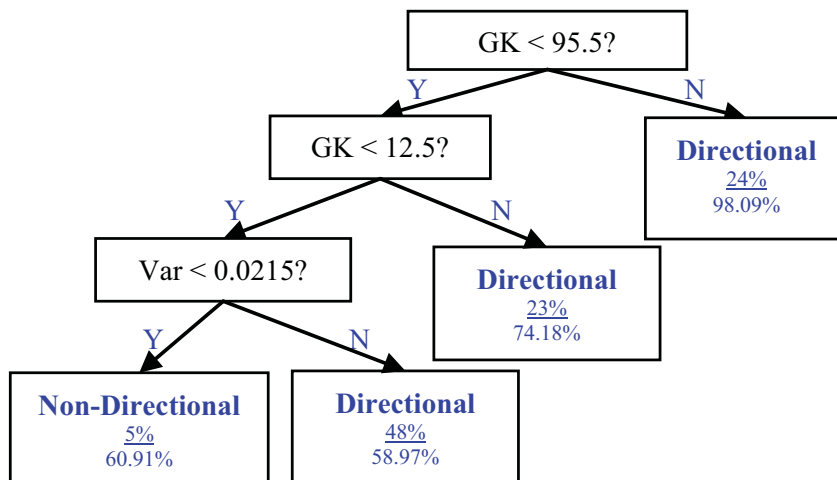 GK < 95.5?
Y
N
GK < 12.5?
Directional
24%
98.09%
Y
N
Var < 0.0215?
Directional
23%
74.18%
Y
N
Non-Directional
5%
60.91%
Directional
48%
58.97%